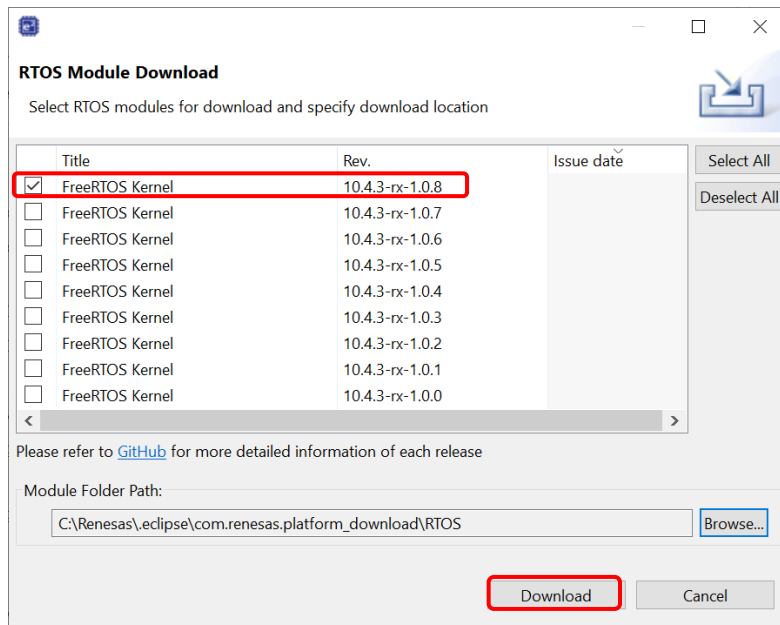 RTOS Module Download
Select RTOS modules for download and specify download location
Title Rev. Issue date
FreeRTOS Kernel 10.4.3-rx-1.0.8
FreeRTOS Kernel 10.4.3-rx-1.0.7
FreeRTOS Kernel 10.4.3-rx-1.0.6
FreeRTOS Kernel 10.4.3-rx-1.0.5
FreeRTOS Kernel 10.4.3-rx-1.0.4
FreeRTOS Kernel 10.4.3-rx-1.0.3
FreeRTOS Kernel 10.4.3-rx-1.0.2
FreeRTOS Kernel 10.4.3-rx-1.0.1
FreeRTOS Kernel 10.4.3-rx-1.0.0
Select All
Deselect All
Please refer to GitHub for more detailed information of each release
Module Folder Path:
C:\Renesas\.eclipse\com.renesas.platform_download\RTOS
Browse...
Download
Cancel